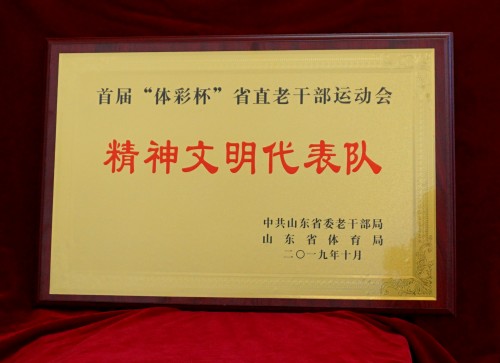 首届“体彩杯”省直老干部运动会
精神文明代表队
中共山东省委老干部局
山东省体育局
二〇一九年十月